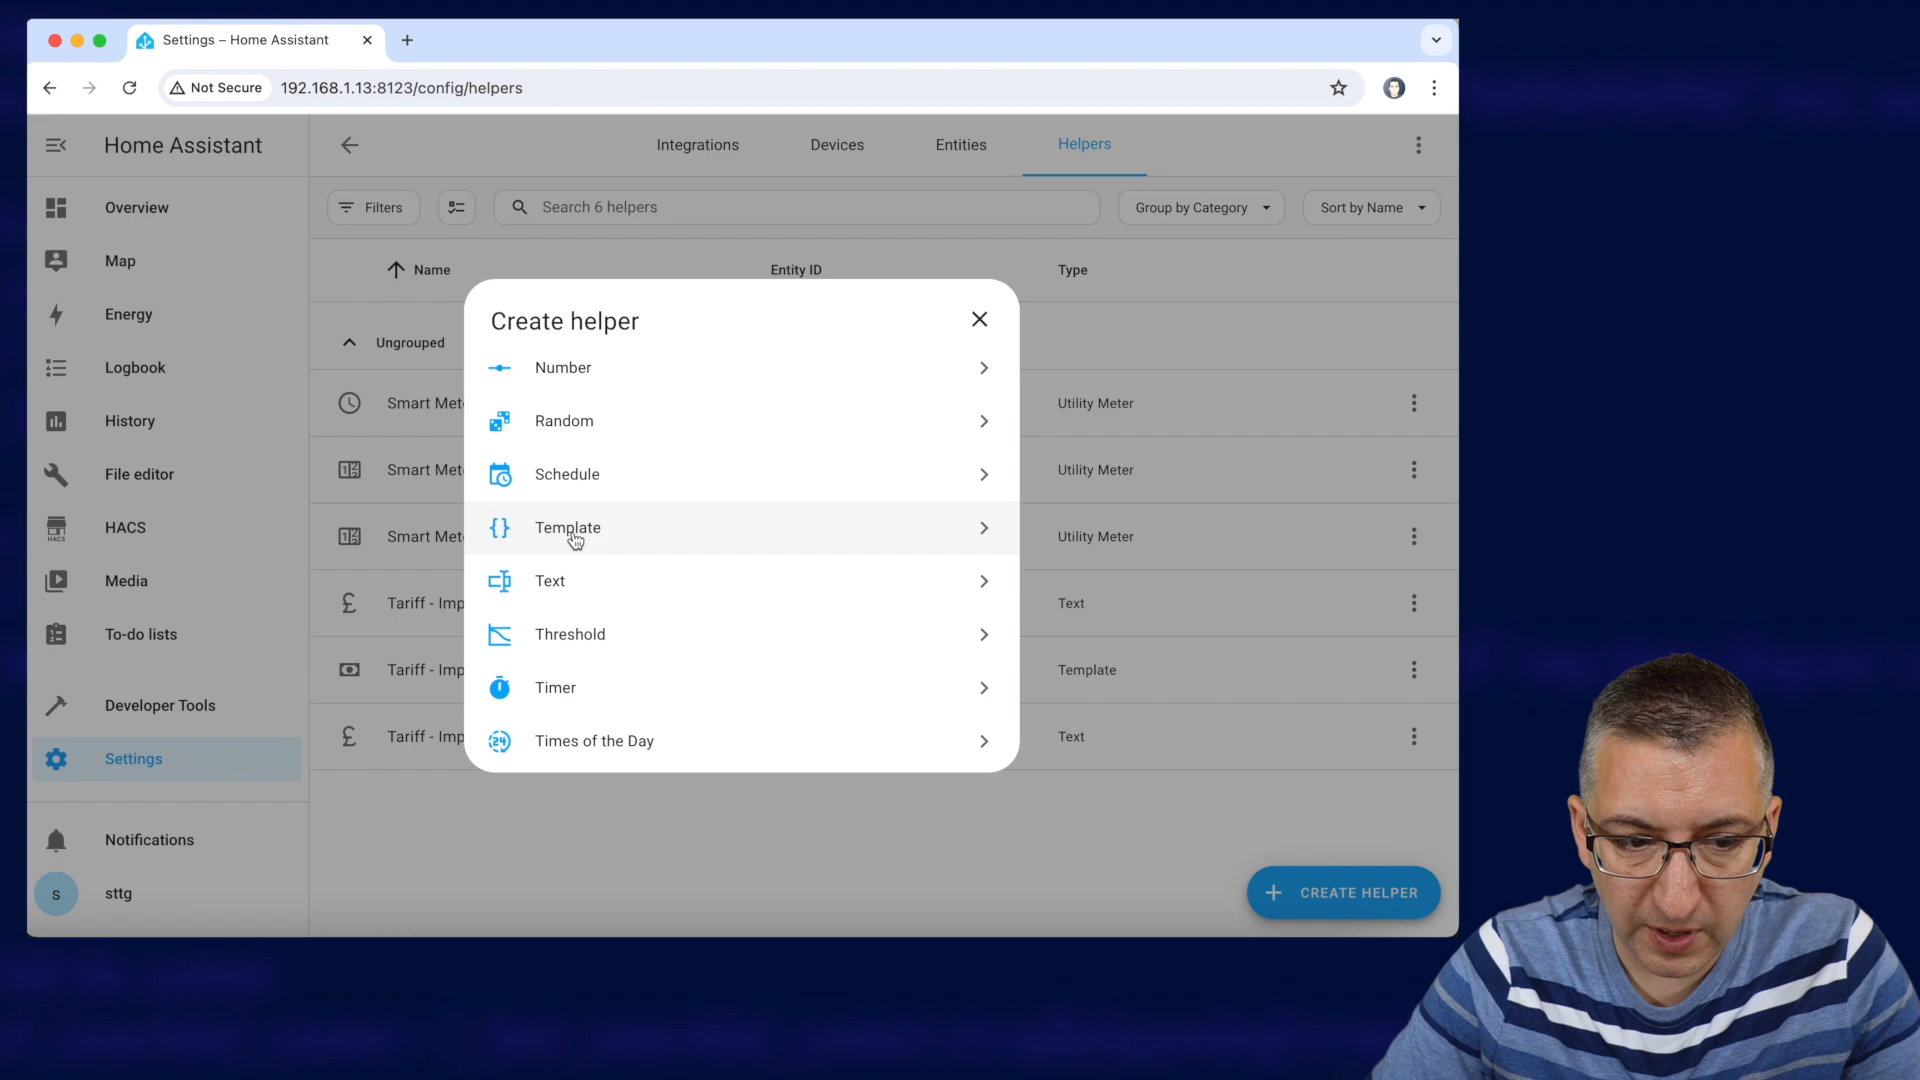 Settings – Home Assistant
Not Secure
192.168.1.13:8123/config/helpers
Home Assistant
Integrations
Devices
Entities
Helpers
Overview
Filters
Search 6 helpers
Group by Category
Sort by Name
Map
Name
Entity ID
Type
Energy
Create helper
Ungrouped
Logbook
Number
Smart Met
Utility Meter
History
Random
File editor
Smart Met
Schedule
Utility Meter
HACS
HACS
Smart Met
Template
Utility Meter
Media
Text
Tariff - Imp
Text
To-do lists
Threshold
Tariff - Imp
Template
Developer Tools
Timer
Tariff - Imp
Times of the Day
Text
Settings
Notifications
s
sttg
CREATE HELPER